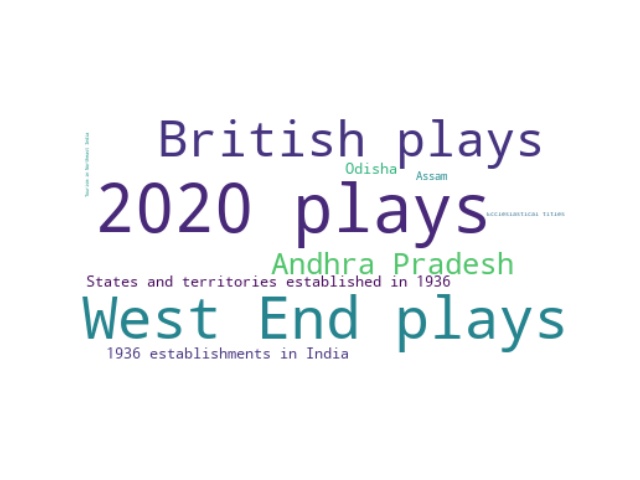 British plays
Odisha
Assam
2020 plays
Ecclesiastical titles
Andhra Pradesh
States and territories established in 1936
West End plays
1936 establishments in India
Tourism in Northeast India